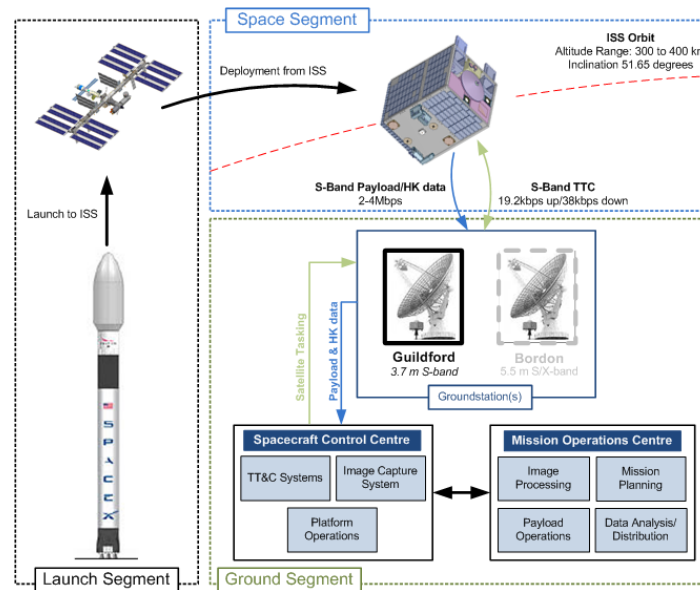 Space Segment
ISS Orbit
Altitude Range: 300 to 400 km
Inclination 51.65 degrees
Deployment from ISS
Launch to ISS
S-Band Payload/HK data
2-4Mbps
S-Band TTC
19.2kbps up/38kbps down
Satellite Tasking
Payload & HK data
Guildford
3.7 m S-band
Bordon
5.5 m S/X-band
Groundstation(s)
Spacecraft Control Centre
TT&C Systems
Image Capture
System
Platform
Operations
Mission Operations Centre
Image
Processing
Mission
Planning
Payload
Operations
Data Analysis/
Distribution
SPACEX
Launch Segment
Ground Segment